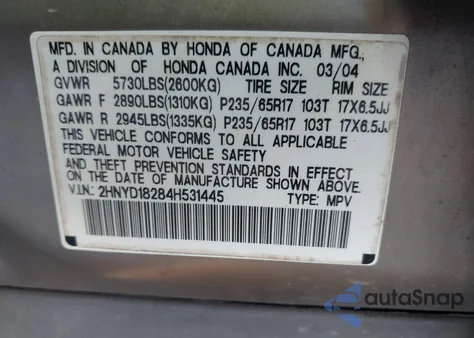 MFD. IN CANADA BY HONDA OF CANADA MFG.,
A DIVISION OF HONDA CANADA INC. 03/04
GVWR 5730LBS(2600KG) TIRE SIZE RIM SIZE
GAWR F 2890LBS(1310KG) P235/65R17 103T 17X6.5JJ
GAWR R 2945LBS(1335KG) P235/65R17 103T 17X6.5JJ
THIS VEHICLE CONFORMS TO ALL APPLICABLE
FEDERAL MOTOR VEHICLE SAFETY
AND THEFT PREVENTION STANDARDS IN EFFECT
ON THE DATE OF MANUFACTURE SHOWN ABOVE.
V.I.N.: 2HNYD18284H531445 TYPE: MPV
autoSnap